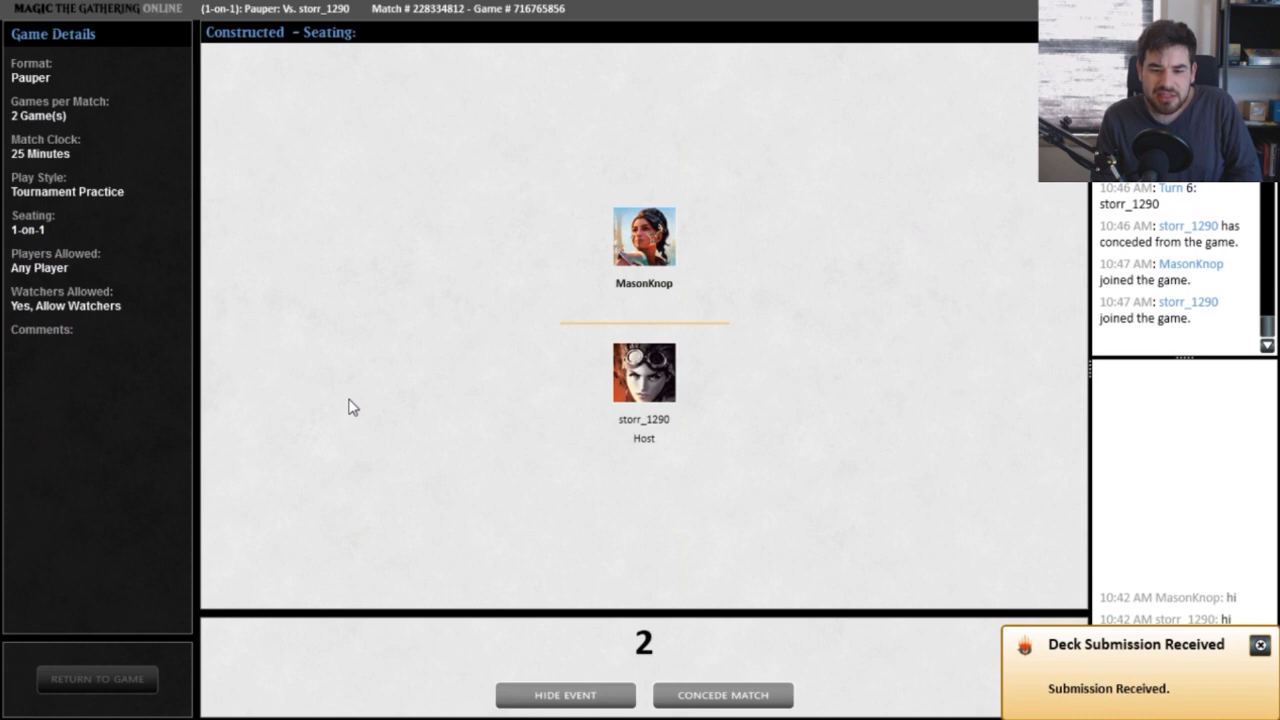 MAGIC THE GATHERING ONLINE
(1-on-1): Pauper: Vs. storr_1290 Match # 228334812 - Game # 716765856
Game Details
Format:
Pauper
Games per Match:
2 Game(s)
Match Clock:
25 Minutes
Play Style:
Tournament Practice
Seating:
1-on-1
Players Allowed:
Any Player
Watchers Allowed:
Yes, Allow Watchers
Comments:
RETURN TO GAME
Constructed - Seating:
MasonKnop
storr_1290
Host
2
HIDE EVENT
CONCEDE MATCH
10:46 AM: Turn 6:
storr_1290
10:46 AM: storr_1290 has
conceded from the game.
10:47 AM: MasonKnop
joined the game.
10:47 AM: storr_1290
joined the game.
10:42 AM MasonKnop: hi
10:42 AM storr_1290: hi
Deck Submission Received
Submission Received.